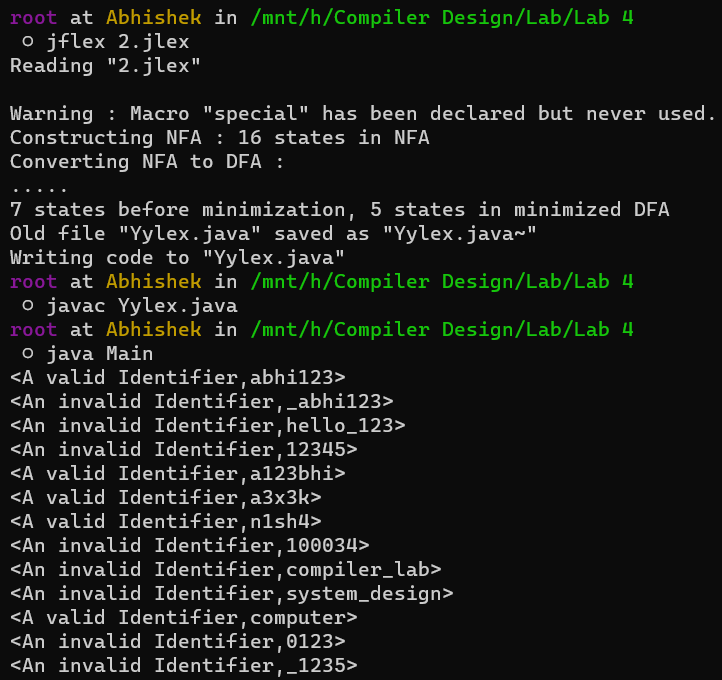 root at Abhishek in /mnt/h/Compiler Design/Lab/Lab 4
○ jflex 2.jlex
Reading "2.jlex"
Warning : Macro "special" has been declared but never used.
Constructing NFA : 16 states in NFA
Converting NFA to DFA :
.....
7 states before minimization, 5 states in minimized DFA
Old file "Yylex.java" saved as "Yylex.java~"
Writing code to "Yylex.java"
root at Abhishek in /mnt/h/Compiler Design/Lab/Lab 4
○ javac Yylex.java
root at Abhishek in /mnt/h/Compiler Design/Lab/Lab 4
○ java Main
<A valid Identifier,abhi123>
<An invalid Identifier,_abhi123>
<An invalid Identifier,hello_123>
<An invalid Identifier,12345>
<A valid Identifier,a123bhi>
<A valid Identifier,a3x3k>
<A valid Identifier,n1sh4>
<An invalid Identifier,100034>
<An invalid Identifier,compiler_lab>
<An invalid Identifier,system_design>
<A valid Identifier,computer>
<An invalid Identifier,0123>
<An invalid Identifier,_1235>